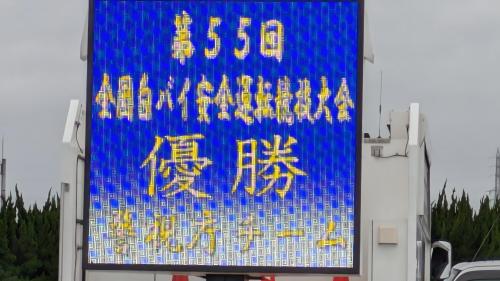 第55回
全国白バイ安全運転競技大会
優勝
警視庁チーム